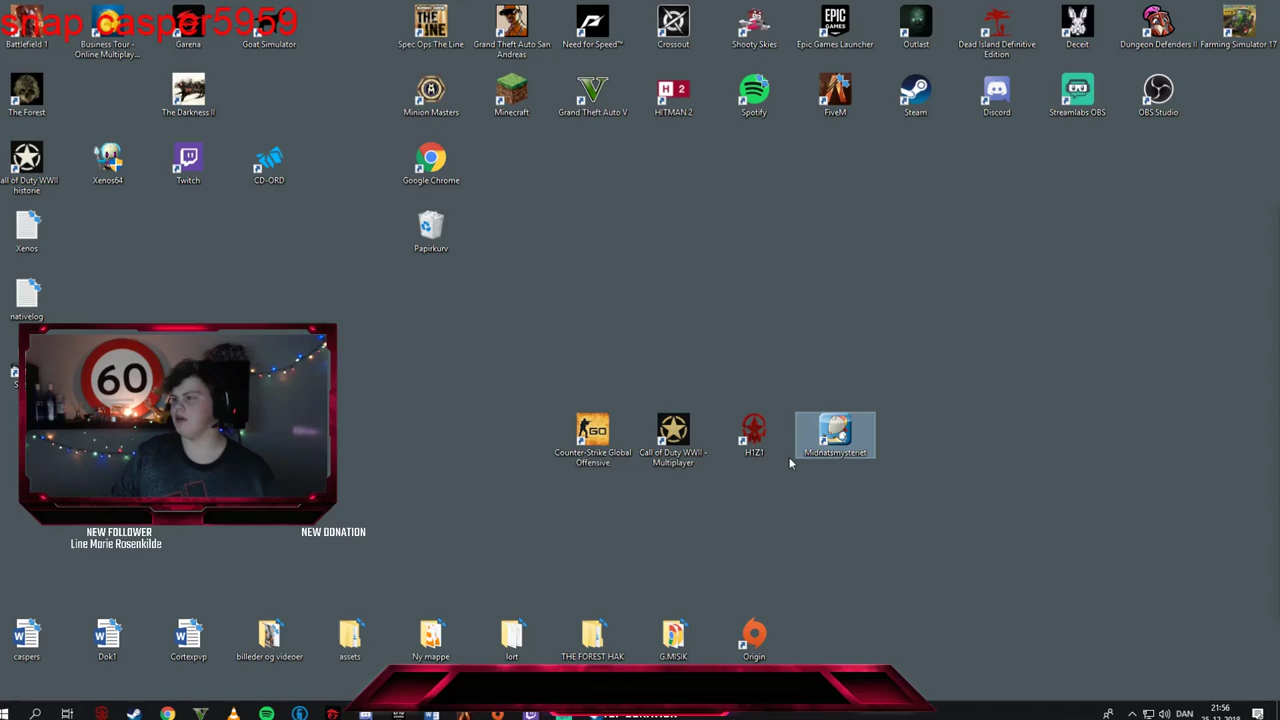 snap casper5959
Battlefield 1
Business Tour -
Online Multiplay...
Garena
Goat Simulator
Spec Ops The Line
Grand Theft Auto San
Andreas
Need for Speed™
Crossout
Shooty Skies
Epic Games Launcher
Outlast
Dead Island Definitive
Edition
Deceit
Dungeon Defenders II
Farming Simulator 17
The Forest
The Darkness II
Minion Masters
Minecraft
Grand Theft Auto V
HITMAN 2
Spotify
FiveM
Steam
Discord
Streamlabs OBS
OBS Studio
all of Duty WWII
historie
Xenos64
Twitch
CD-ORD
Google Chrome
Xenos
Papirkurv
nativelog
60
Counter-Strike Global
Offensive
Call of Duty WWII -
Multiplayer
H1Z1
Midnatsmysteriet
NEW FOLLOWER
Line Marie Rosenkilde
NEW DONATION
caspers
Dok1
Cortexpvp
billeder og videoer
assets
Ny mappe
lort
THE FOREST HAK
G.MISIK
Origin
DAN
21:56
25-12-2018